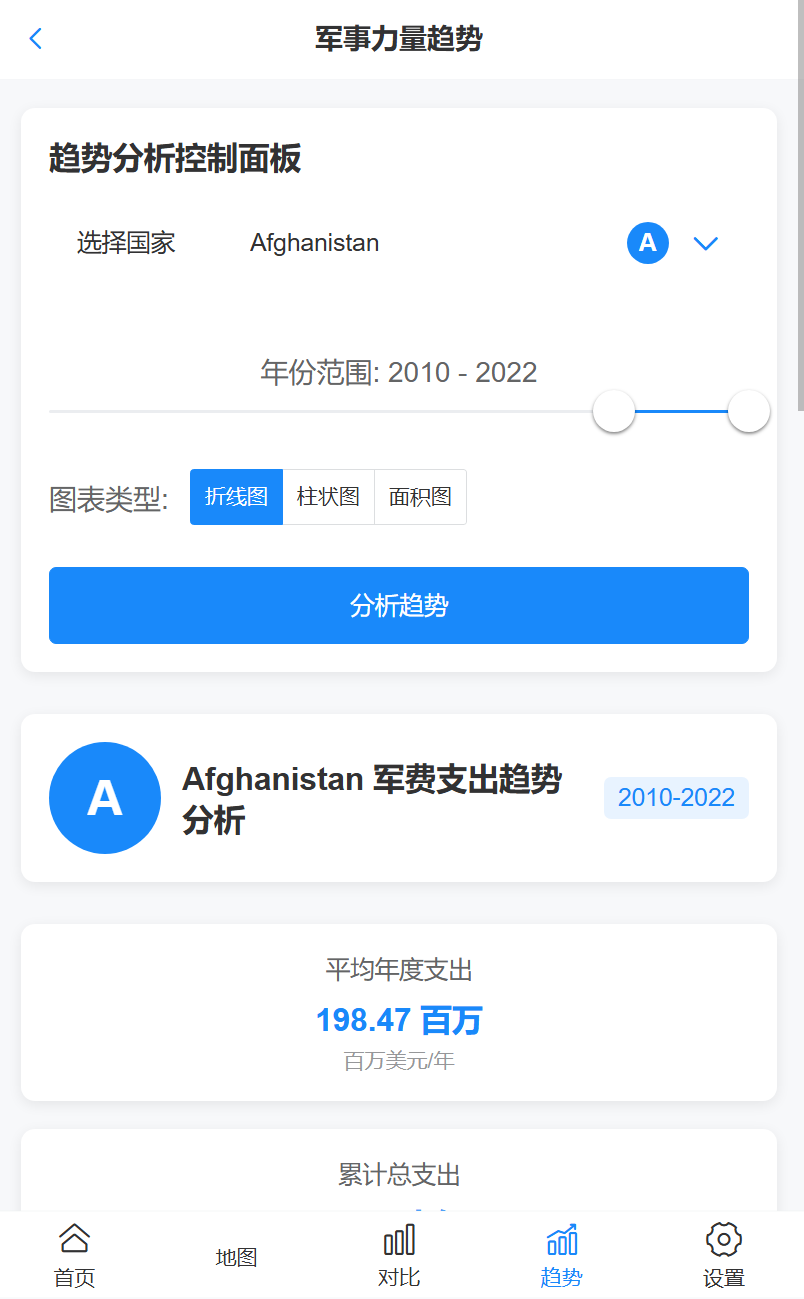 军事力量趋势
趋势分析控制面板
选择国家 Afghanistan A
年份范围: 2010 - 2022
图表类型: 折线图 柱状图 面积图
分析趋势
A
Afghanistan 军费支出趋势
分析
2010-2022
平均年度支出
198.47 百万
百万美元/年
累计总支出
首页 地图 对比 趋势 设置